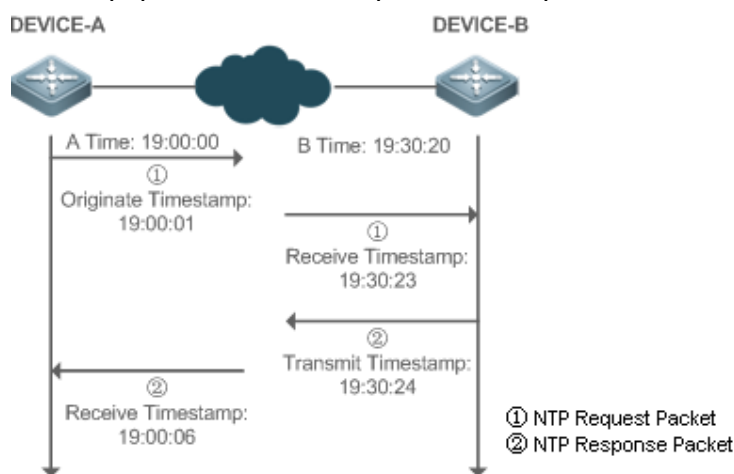 DEVICE-A
DEVICE-B
A Time: 19:00:00
B Time: 19:30:20
①
Originate Timestamp:
19:00:01
①
Receive Timestamp:
19:30:23
②
Transmit Timestamp:
19:30:24
②
Receive Timestamp:
19:00:06
① NTP Request Packet
② NTP Response Packet